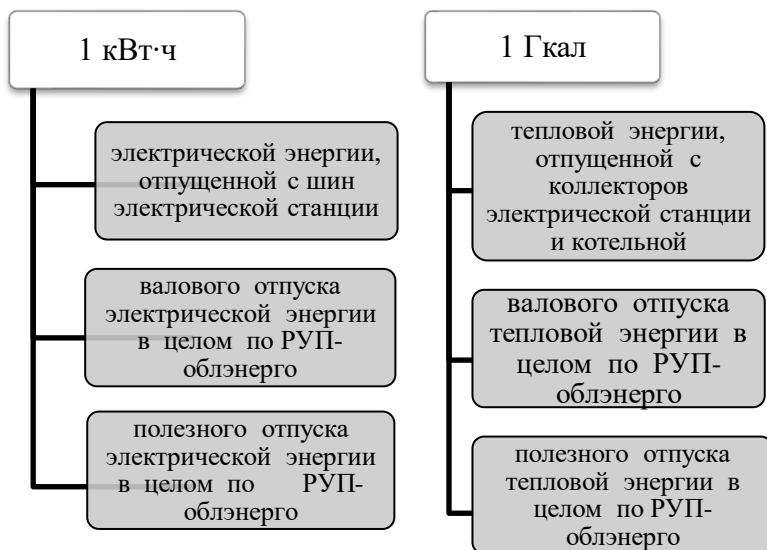 1 кВт·ч
электрической энергии,
отпущенной с шин
электрической станции
валового отпуска
электрической энергии
в целом по РУП-
облэнерго
полезного отпуска
электрической энергии
в целом по РУП-
облэнерго
1 Гкал
тепловой энергии,
отпущенной с
коллекторов
электрической станции
и котельной
валового отпуска
тепловой энергии в
целом по РУП-
облэнерго
полезного отпуска
тепловой энергии в
целом по РУП-
облэнерго